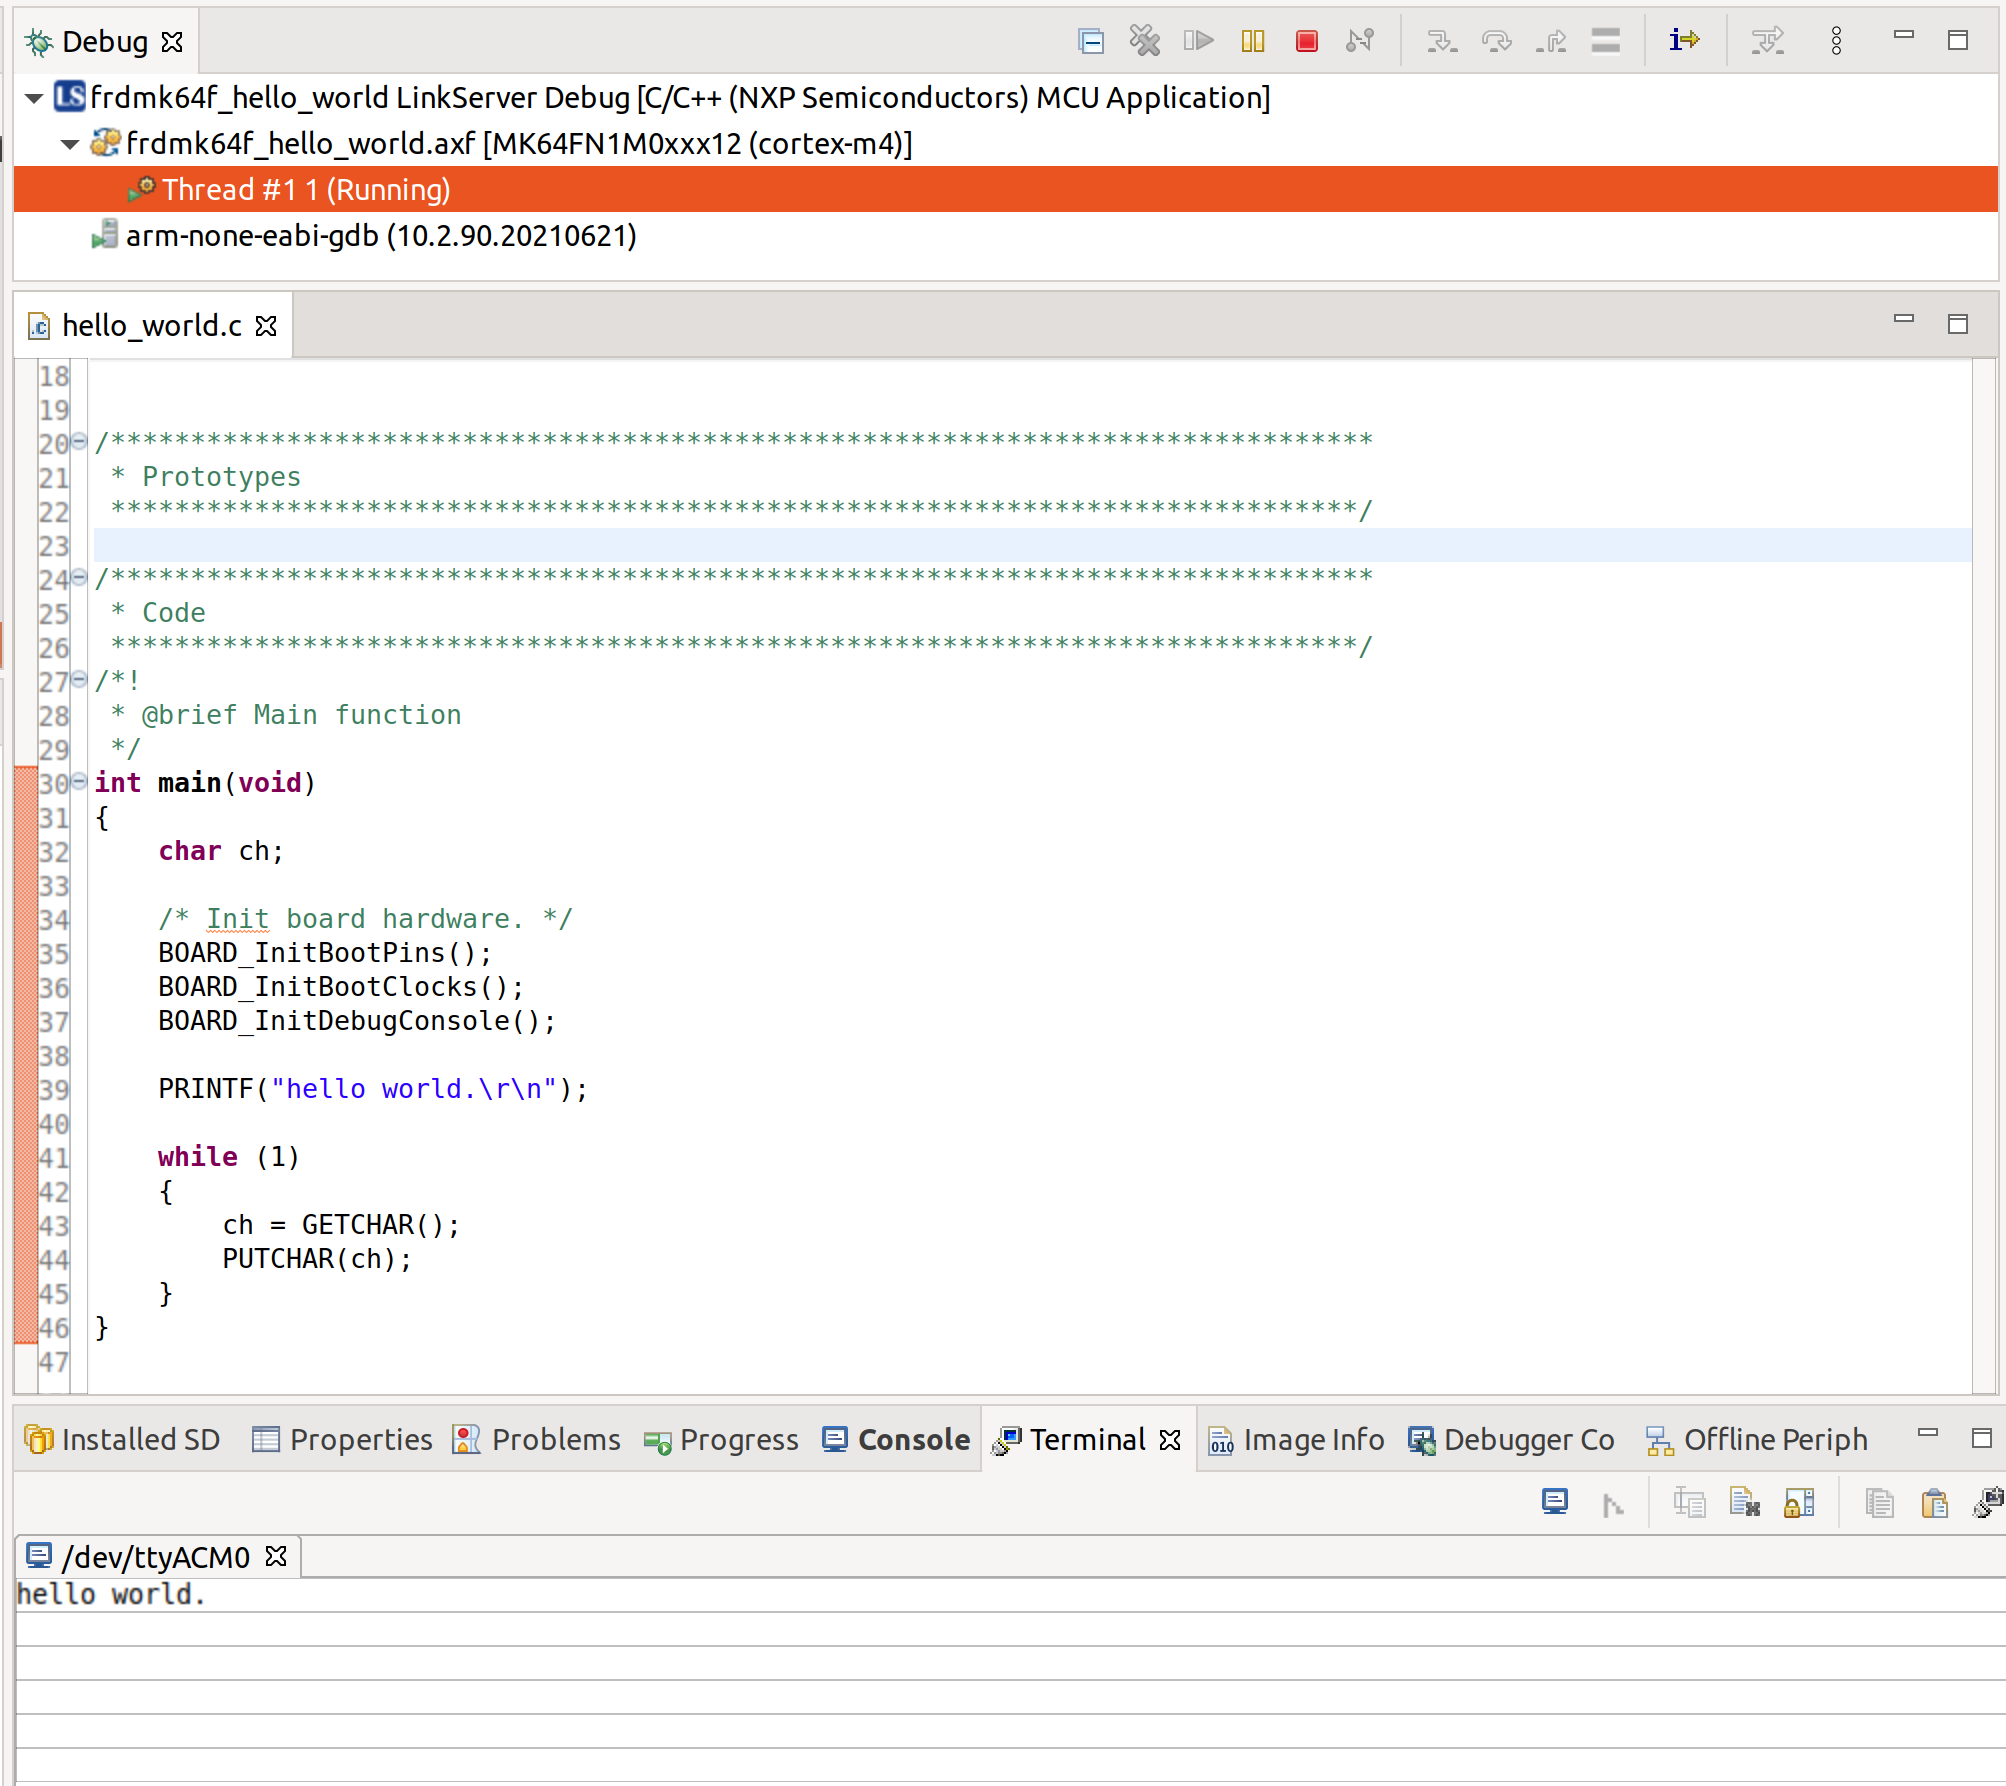 Debug
LS frdmk64f_hello_world LinkServer Debug [C/C++ (NXP Semiconductors) MCU Application]
frdmk64f_hello_world.axf [MK64FN1M0xxx12 (cortex-m4)]
Thread #1 1 (Running)
arm-none-eabi-gdb (10.2.90.20210621)
hello_world.c
18
19
20 /*******************************************************************************
21  * Prototypes
22  ******************************************************************************/
23
24 /*******************************************************************************
25  * Code
26  ******************************************************************************/
27 /*!
28  * @brief Main function
29  */
30 int main(void)
31 {
32     char ch;
33
34     /* Init board hardware. */
35     BOARD_InitBootPins();
36     BOARD_InitBootClocks();
37     BOARD_InitDebugConsole();
38
39     PRINTF("hello world.\r\n");
40
41     while (1)
42     {
43         ch = GETCHAR();
44         PUTCHAR(ch);
45     }
46 }
47
Installed SD Properties Problems Progress Console Terminal Image Info Debugger Co Offline Periph
/dev/ttyACM0
hello world.